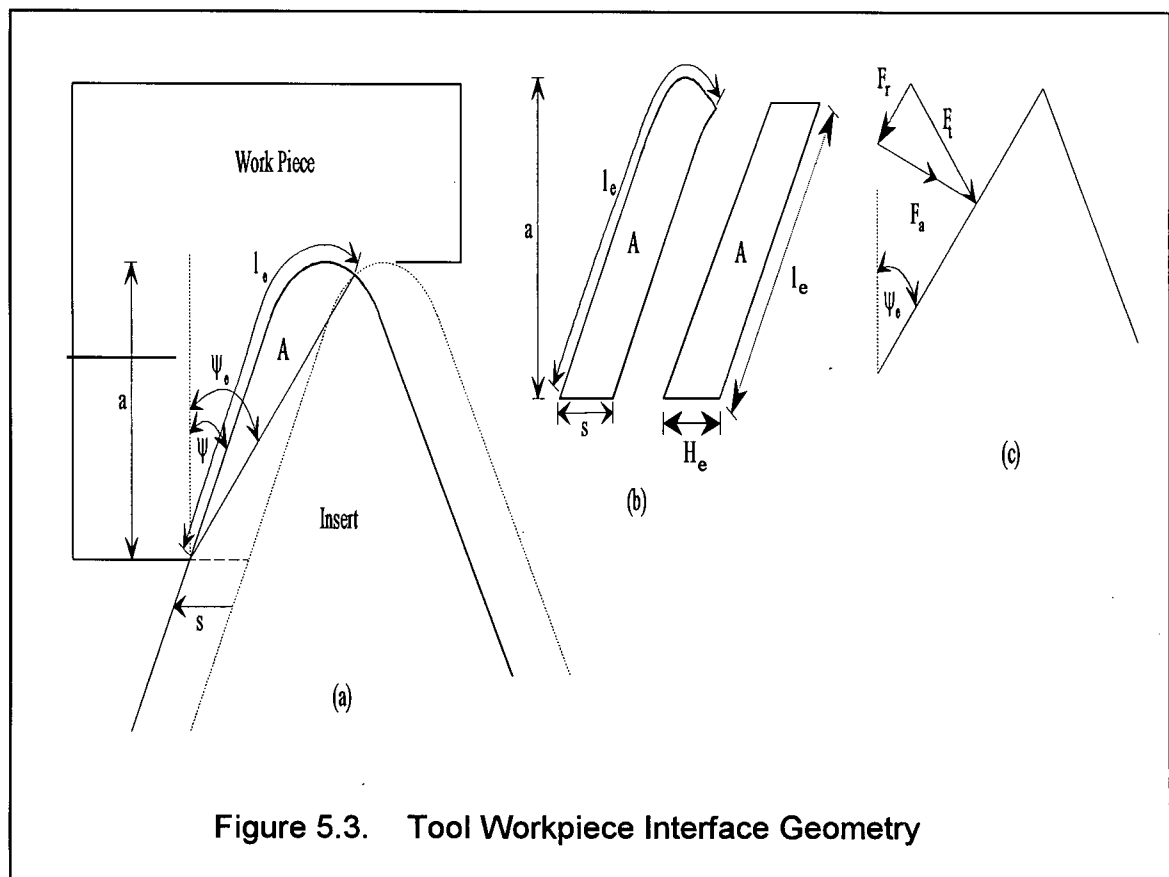 Work Piece
l_e
a
A
Ψ_e
Ψ
s
Insert
(a)
a
l_e
A
s
A
l_e
H_e
(b)
F_r
F_t
F_a
Ψ_e
(c)
Figure 5.3. Tool Workpiece Interface Geometry